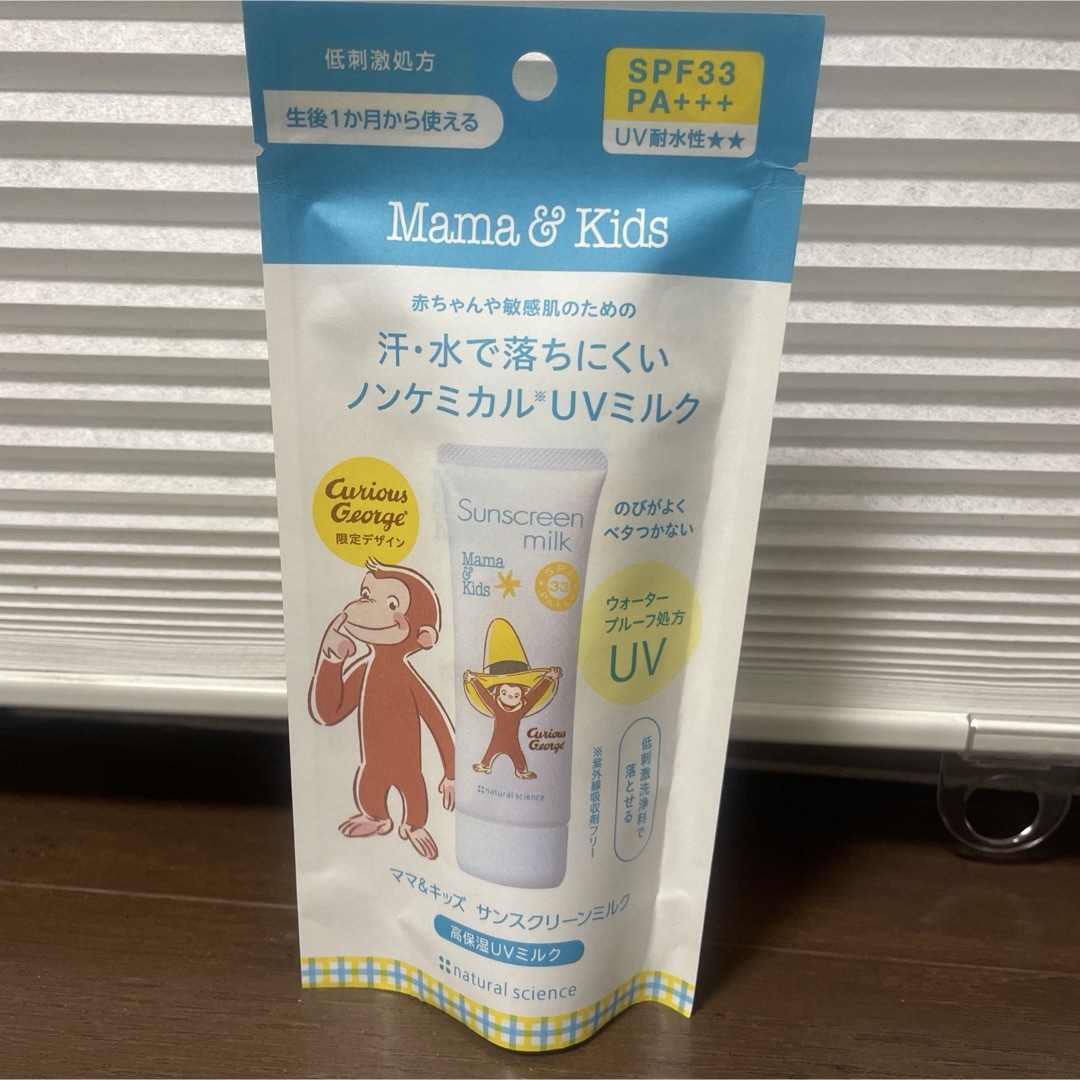 低刺激処方
生後1か月から使える
SPF33
PA+++
UV耐水性★★
Mama & Kids
赤ちゃんや敏感肌のための
汗・水で落ちにくい
ノンケミカル※UVミルク
Curious
George®
限定デザイン
Sunscreen
milk
Mama
&
Kids
SPF
33
PA++
Curious
George
natural science
のびがよく
ベタつかない
ウォーター
プルーフ処方
UV
低刺激洗浄料で
落とせる
※紫外線吸収剤フリー
ママ&キッズ サンスクリーンミルク
高保湿UVミルク
natural science